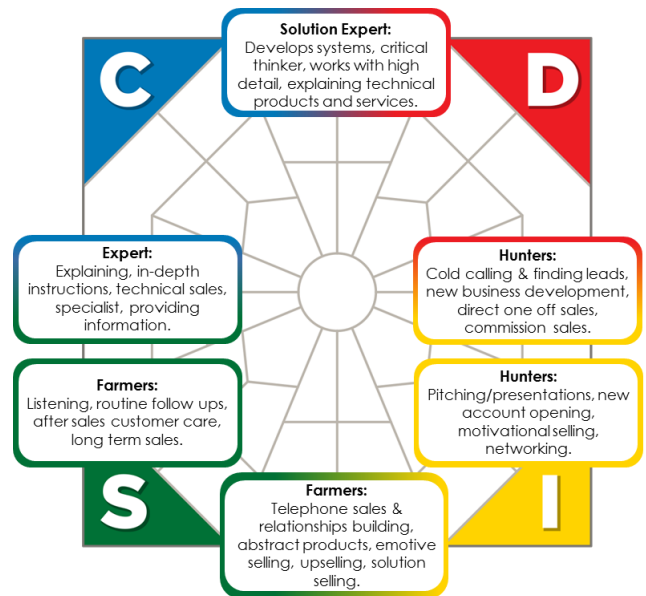 C
Solution Expert:
Develops systems, critical
thinker, works with high
detail, explaining technical
products and services.
D
Expert:
Explaining, in-depth
instructions, technical sales,
specialist, providing
information.
Hunters:
Cold calling & finding leads,
new business development,
direct one off sales,
commission sales.
Farmers:
Listening, routine follow ups,
after sales customer care,
long term sales.
Hunters:
Pitching/presentations, new
account opening,
motivational selling,
networking.
S
Farmers:
Telephone sales &
relationships building,
abstract products, emotive
selling, upselling, solution
selling.
I